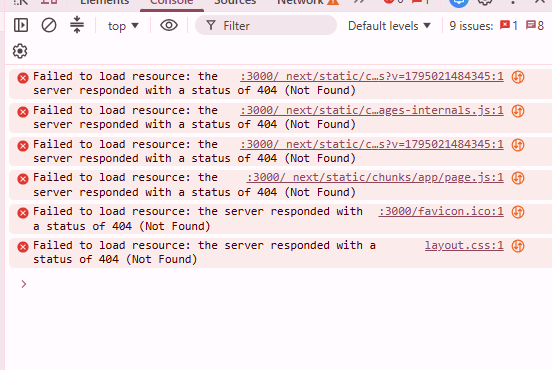 Elements Console Sources Network
top Filter Default levels 9 issues: 1 8
Failed to load resource: the :3000/_next/static/c…s?v=1795021484345:1
server responded with a status of 404 (Not Found)
Failed to load resource: the :3000/_next/static/c…ages-internals.js:1
server responded with a status of 404 (Not Found)
Failed to load resource: the :3000/_next/static/c…s?v=1795021484345:1
server responded with a status of 404 (Not Found)
Failed to load resource: the :3000/_next/static/chunks/app/page.js:1
server responded with a status of 404 (Not Found)
Failed to load resource: the server responded with :3000/favicon.ico:1
a status of 404 (Not Found)
Failed to load resource: the server responded with a layout.css:1
status of 404 (Not Found)